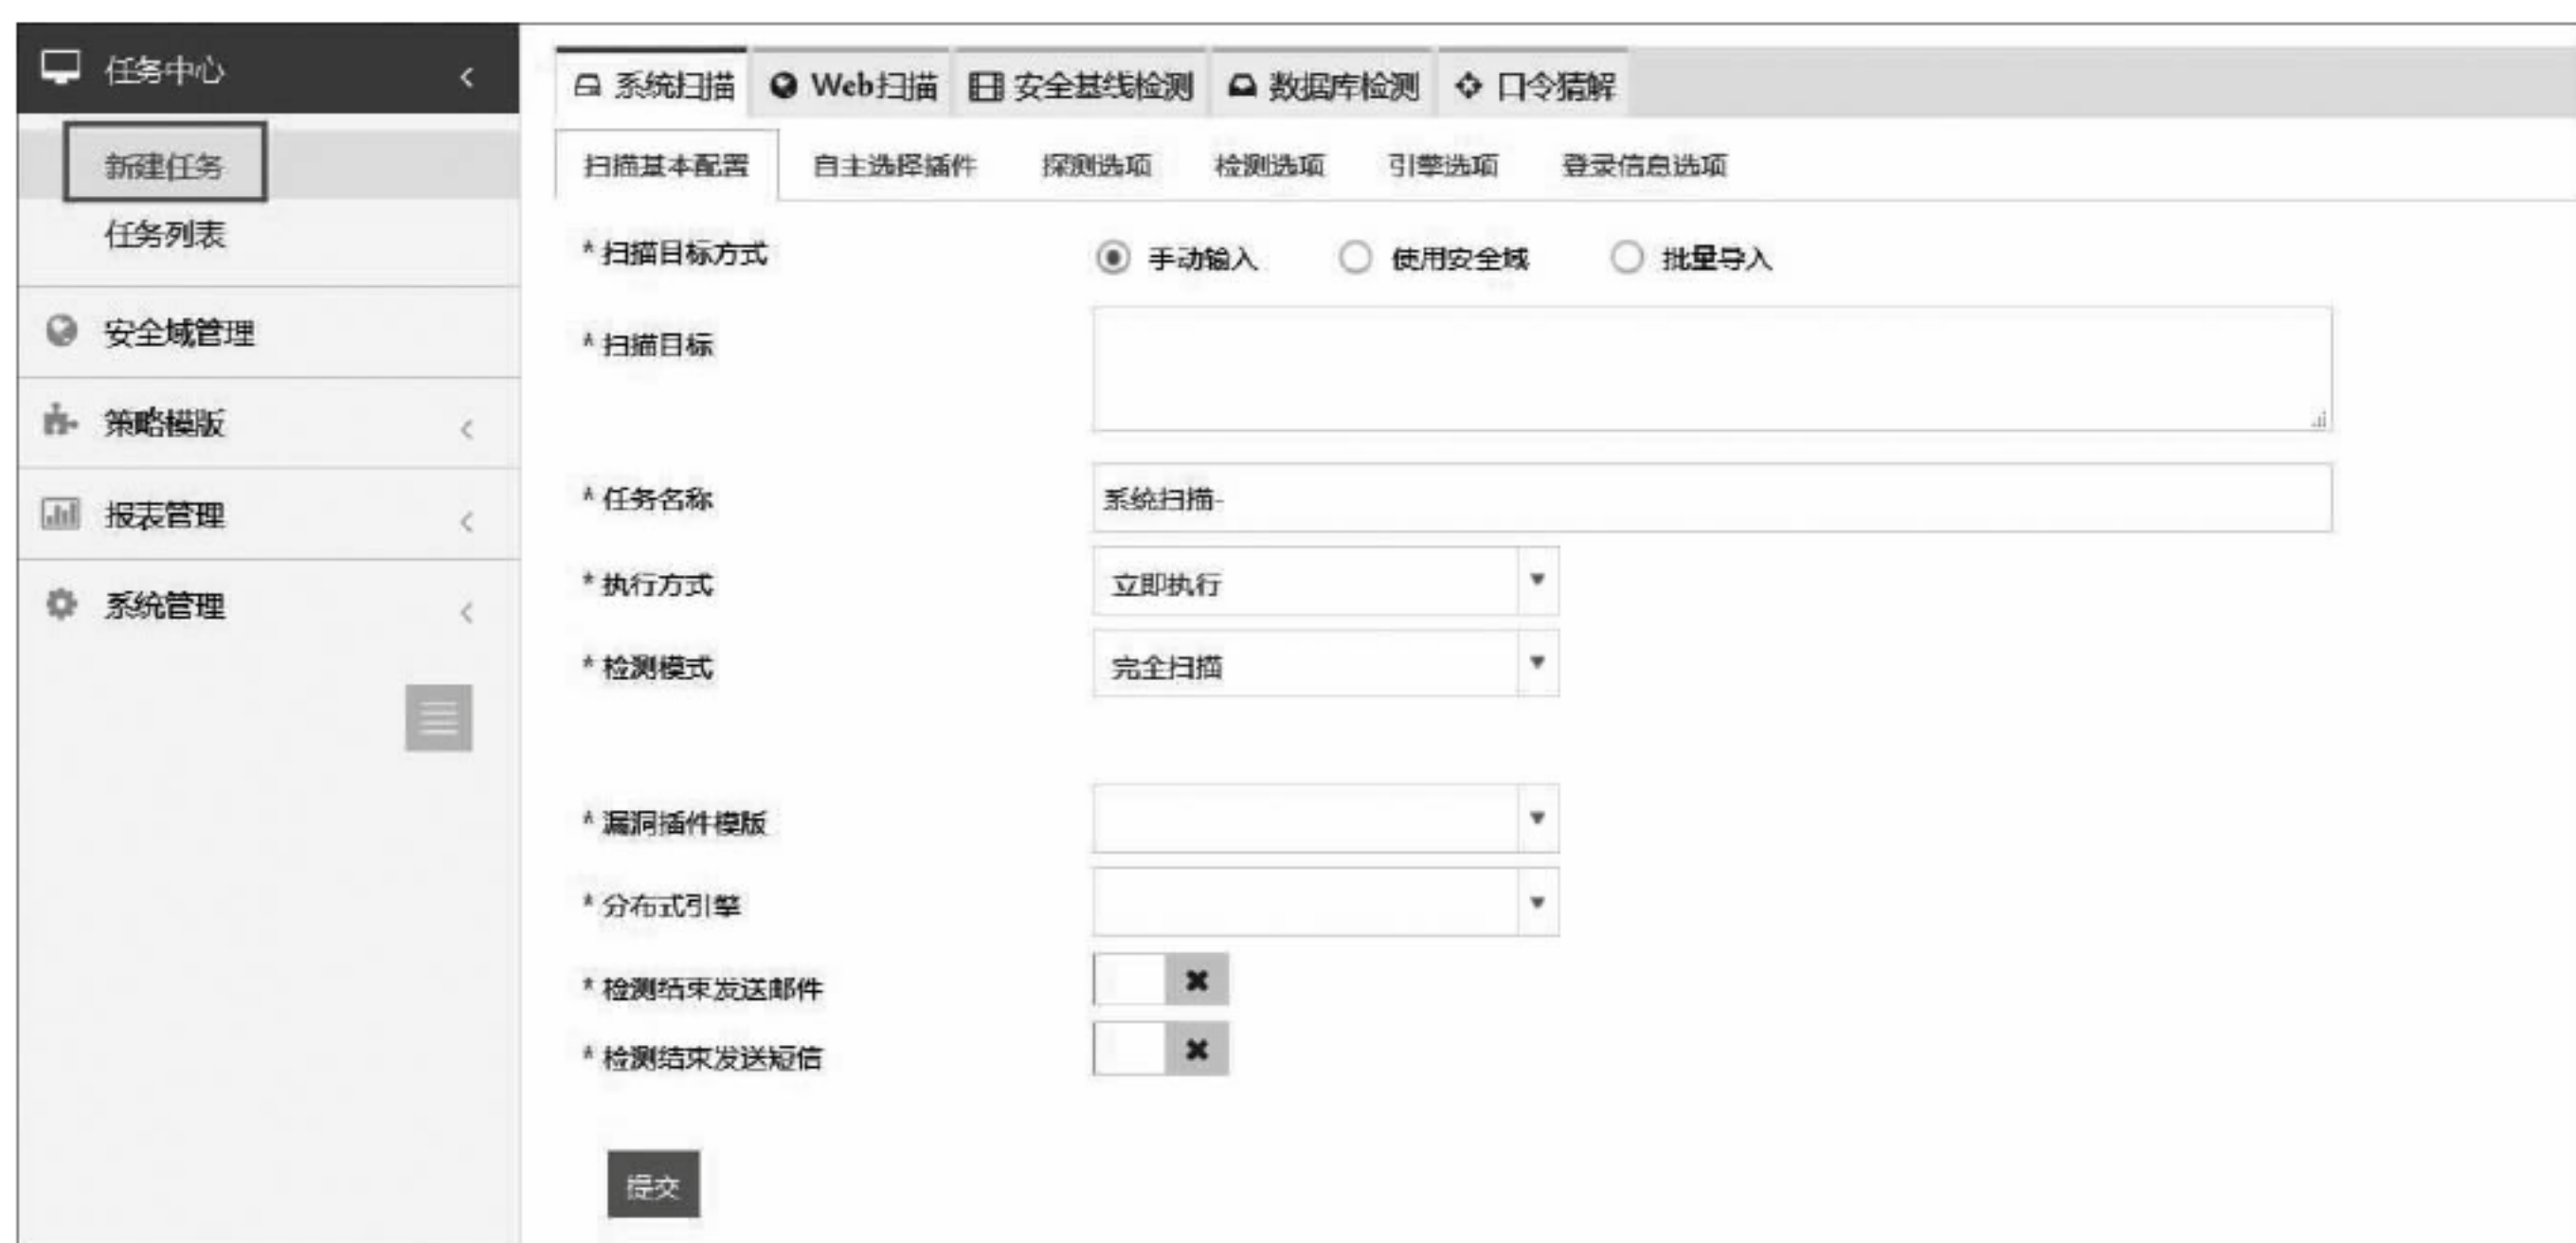 任务中心
新建任务
任务列表
安全域管理
策略模版
报表管理
系统管理
系统扫描 Web扫描 安全基线检测 数据库检测 口令猜解
扫描基本配置 自主选择插件 探测选项 检测选项 引擎选项 登录信息选项
* 扫描目标方式 手动输入 使用安全域 批量导入
* 扫描目标
* 任务名称 系统扫描-
* 执行方式 立即执行
* 检测模式 完全扫描
* 漏洞插件模版
* 分布式引擎
* 检测结束发送邮件
* 检测结束发送短信
提交